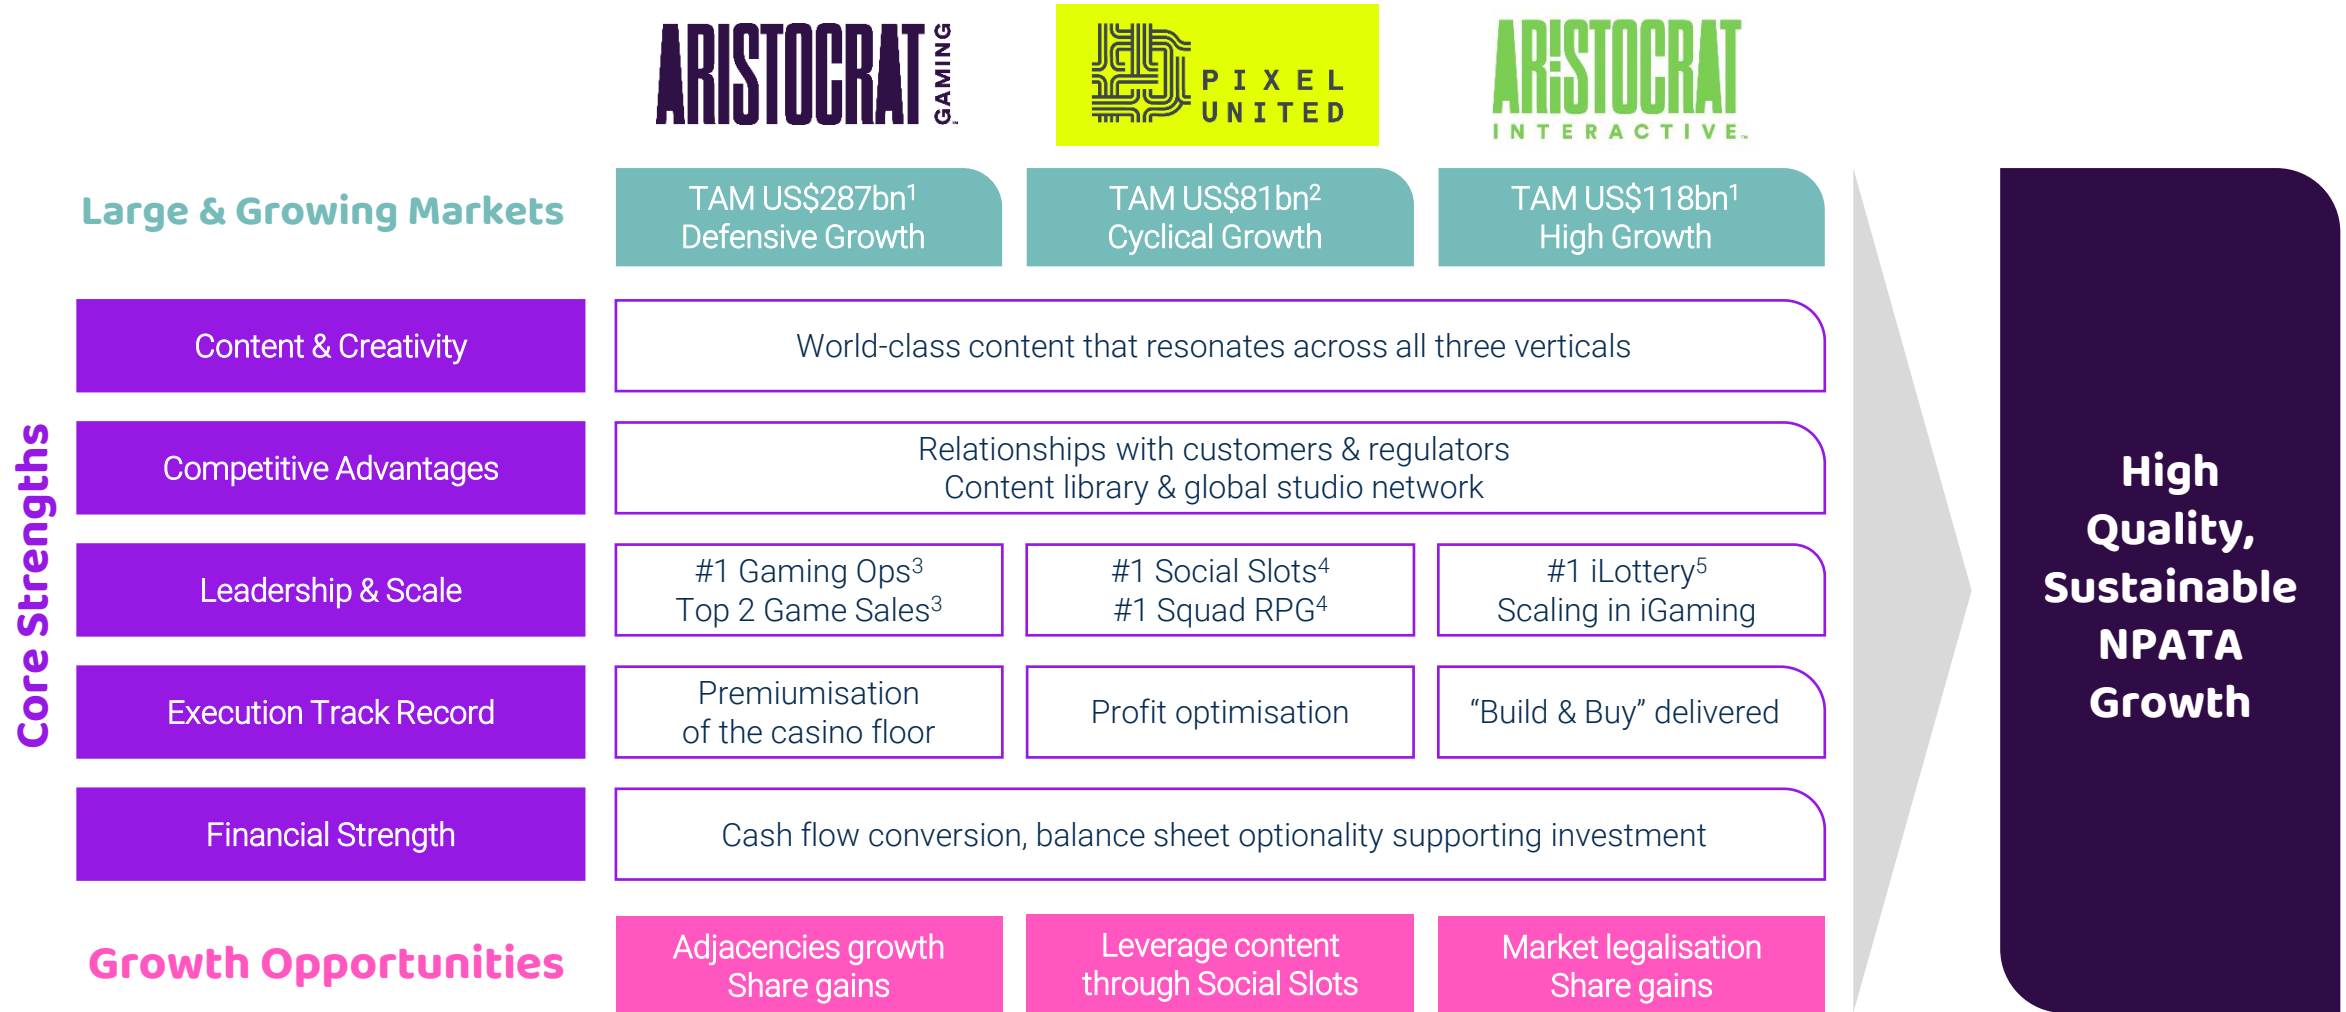 ARISTOCRAT GAMING™
PIXEL
UNITED
ARISTOCRAT
INTERACTIVE™
Large & Growing Markets
TAM US$287bn¹
Defensive Growth
TAM US$81bn²
Cyclical Growth
TAM US$118bn¹
High Growth
Core Strengths
Content & Creativity
World-class content that resonates across all three verticals
Competitive Advantages
Relationships with customers & regulators
Content library & global studio network
Leadership & Scale
#1 Gaming Ops³
Top 2 Game Sales³
#1 Social Slots⁴
#1 Squad RPG⁴
#1 iLottery⁵
Scaling in iGaming
Execution Track Record
Premiumisation
of the casino floor
Profit optimisation
“Build & Buy” delivered
Financial Strength
Cash flow conversion, balance sheet optionality supporting investment
Growth Opportunities
Adjacencies growth
Share gains
Leverage content
through Social Slots
Market legalisation
Share gains
High
Quality,
Sustainable
NPATA
Growth